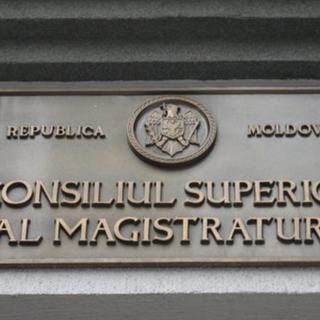 REPUBLICA MOLDOV
CONSILIUL SUPERIO
AL MAGISTRATUR